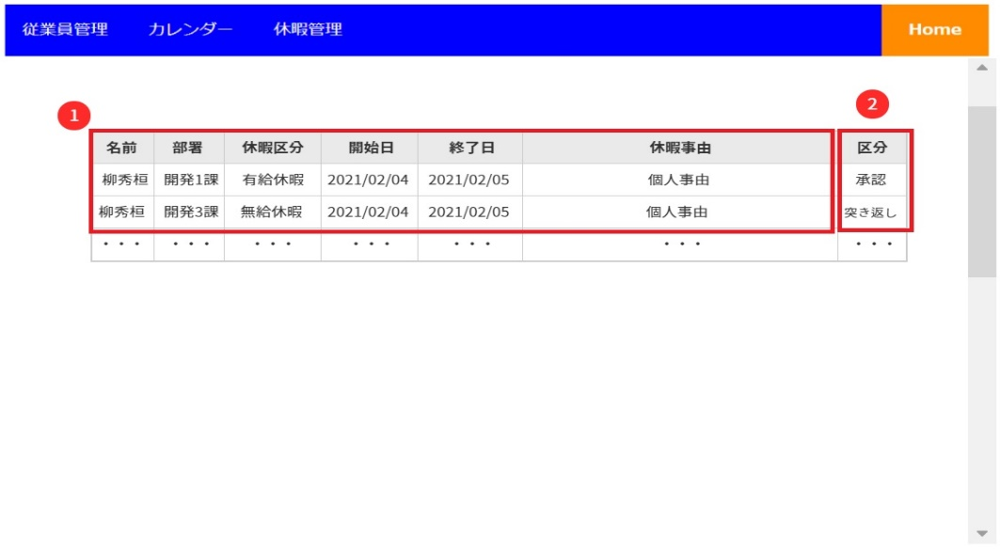 従業員管理 カレンダー 休暇管理 Home
1 2
名前 部署 休暇区分 開始日 終了日 休暇事由 区分
柳秀桓 開発1課 有給休暇 2021/02/04 2021/02/05 個人事由 承認
柳秀桓 開発3課 無給休暇 2021/02/04 2021/02/05 個人事由 突き返し
・・・ ・・・ ・・・ ・・・ ・・・ ・・・ ・・・